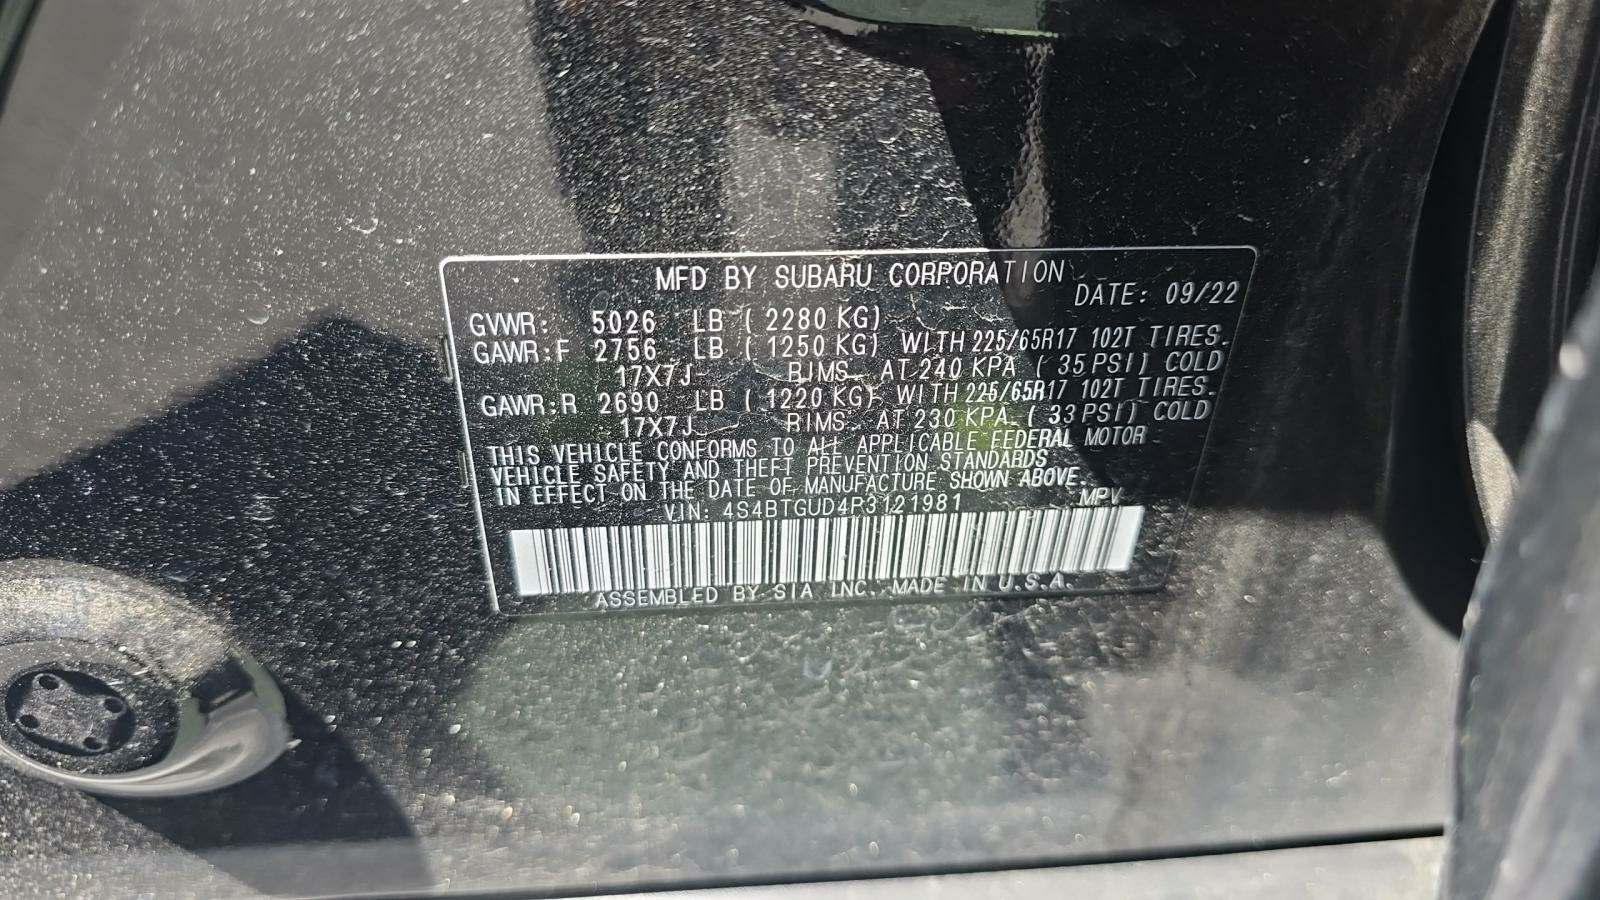 MFD BY SUBARU CORPORATION
DATE: 09/22
GVWR: 5026 LB ( 2280 KG)
GAWR:F 2756 LB ( 1250 KG) WITH 225/65R17 102T TIRES.
17X7J RIMS AT 240 KPA ( 35 PSI) COLD
GAWR:R 2690 LB ( 1220 KG) WITH 225/65R17 102T TIRES.
17X7J RIMS AT 230 KPA ( 33 PSI) COLD
THIS VEHICLE CONFORMS TO ALL APPLICABLE FEDERAL MOTOR
VEHICLE SAFETY AND THEFT PREVENTION STANDARDS
IN EFFECT ON THE DATE OF MANUFACTURE SHOWN ABOVE.
VIN: 4S4BTGUD4P3121981 MPV
ASSEMBLED BY SIA INC. MADE IN U.S.A.